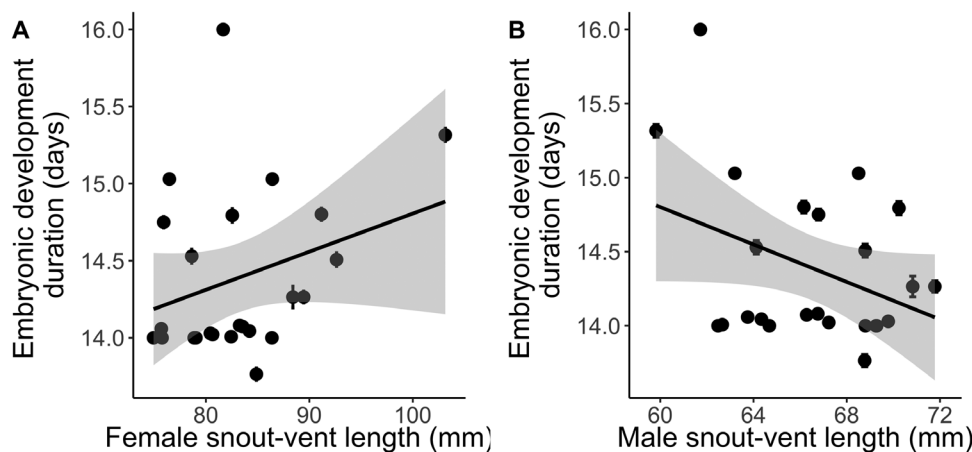 A
Embryonic development
duration (days)
16.0
15.5
15.0
14.5
14.0
80
90
100
Female snout-vent length (mm)
B
Embryonic development
duration (days)
16.0
15.5
15.0
14.5
14.0
60
64
68
72
Male snout-vent length (mm)